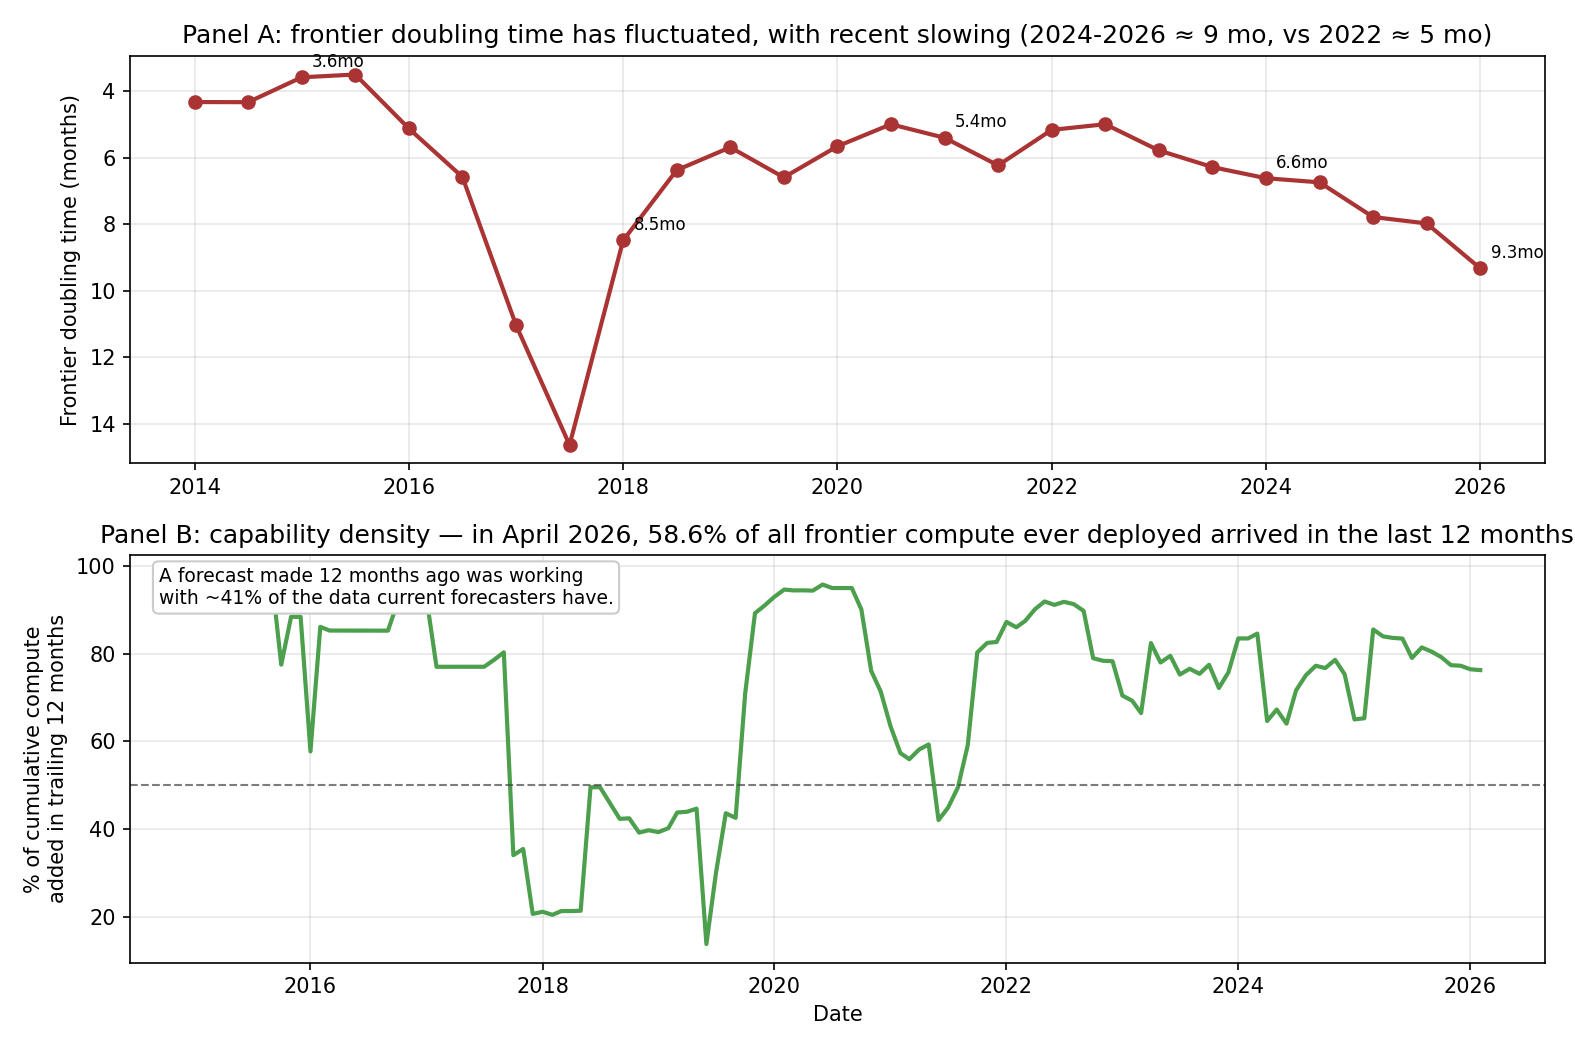 Panel A: frontier doubling time has fluctuated, with recent slowing (2024-2026 ≈ 9 mo, vs 2022 ≈ 5 mo)
Frontier doubling time (months)
4
6
8
10
12
14
3.6mo
8.5mo
5.4mo
6.6mo
9.3mo
2014
2016
2018
2020
2022
2024
2026
Panel B: capability density — in April 2026, 58.6% of all frontier compute ever deployed arrived in the last 12 months
% of cumulative compute
added in trailing 12 months
100
80
60
40
20
A forecast made 12 months ago was working
with ~41% of the data current forecasters have.
2016
2018
2020
2022
2024
2026
Date